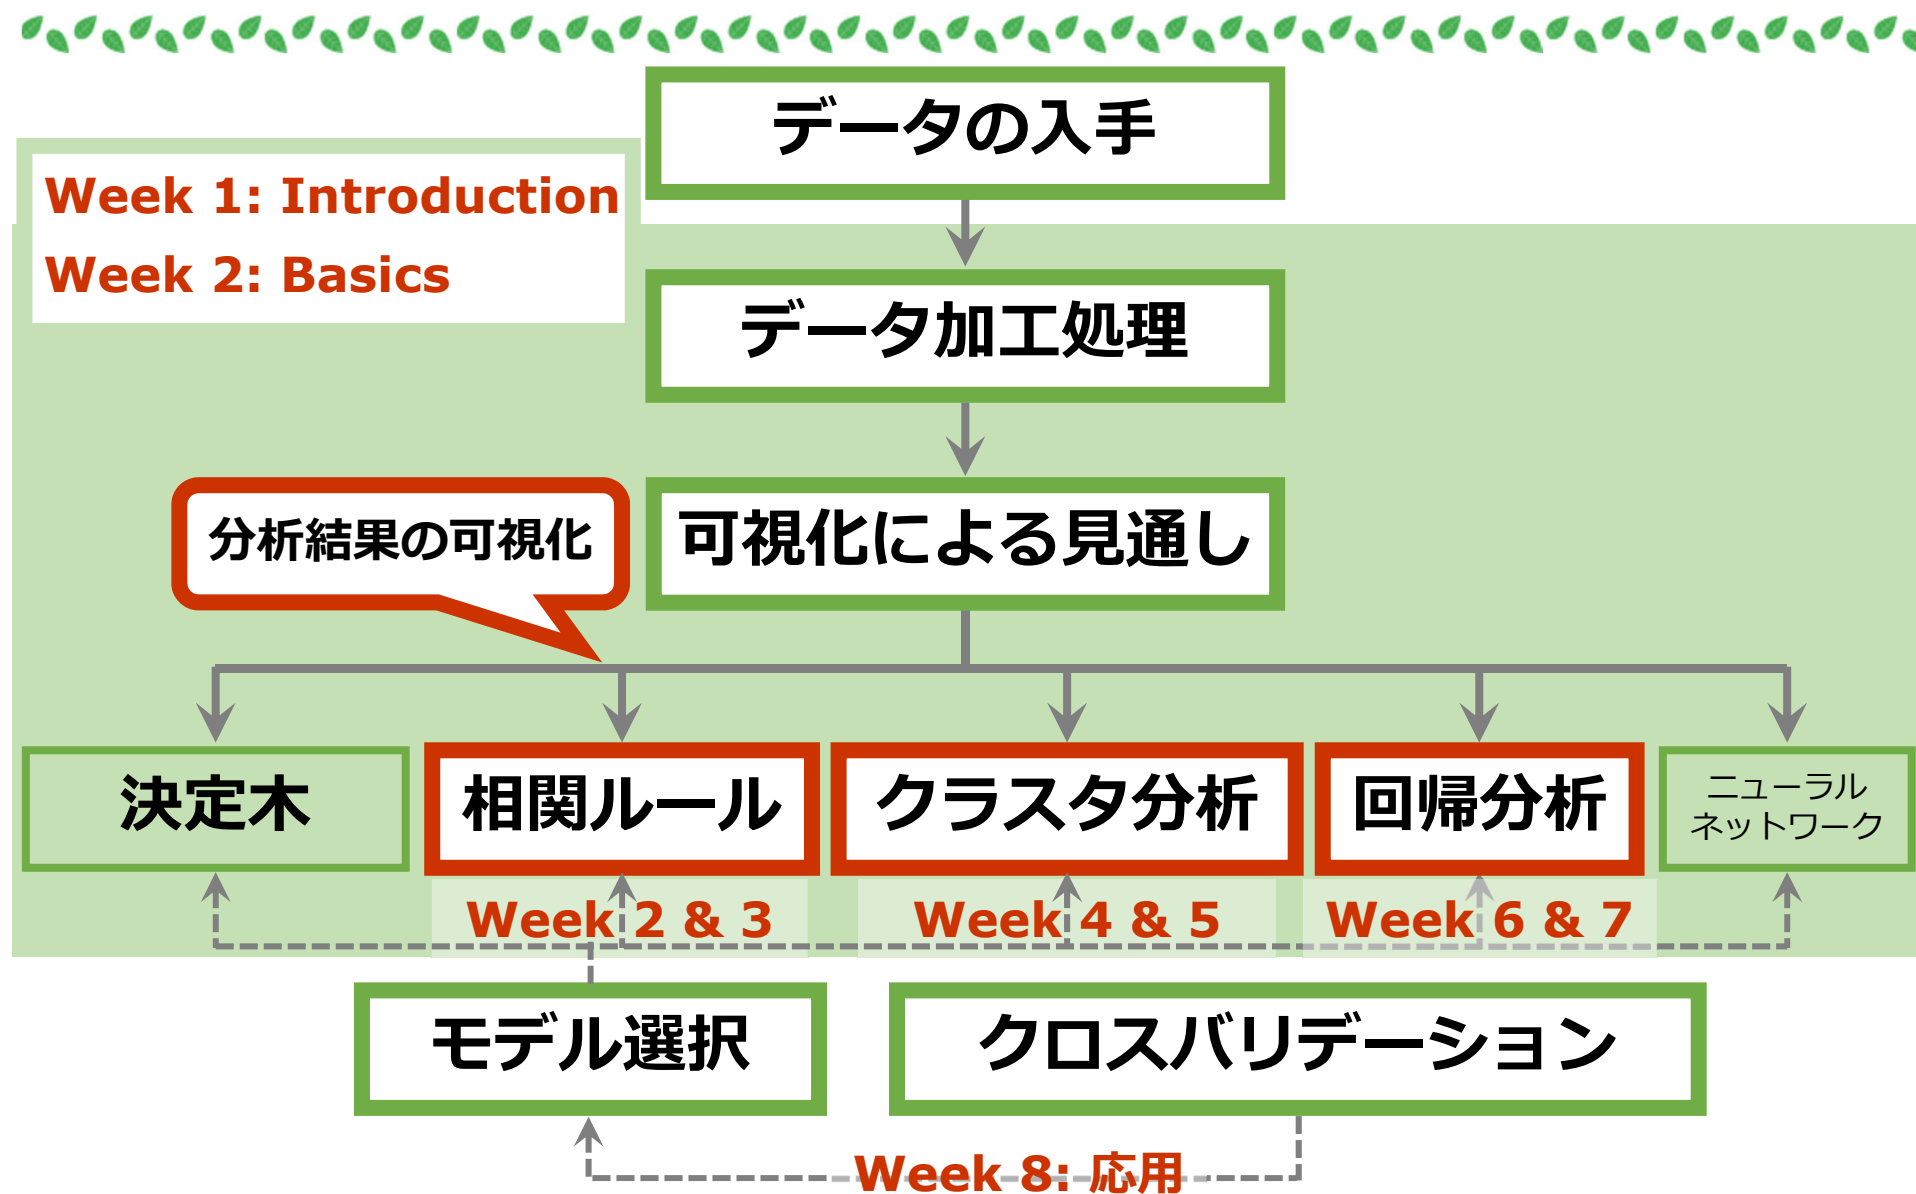 データの入手
Week 1: Introduction
Week 2: Basics
データ加工処理
分析結果の可視化
可視化による見通し
決定木
相関ルール
クラスタ分析
回帰分析
ニューラル
ネットワーク
Week 2 & 3
Week 4 & 5
Week 6 & 7
モデル選択
クロスバリデーション
Week 8: 応用